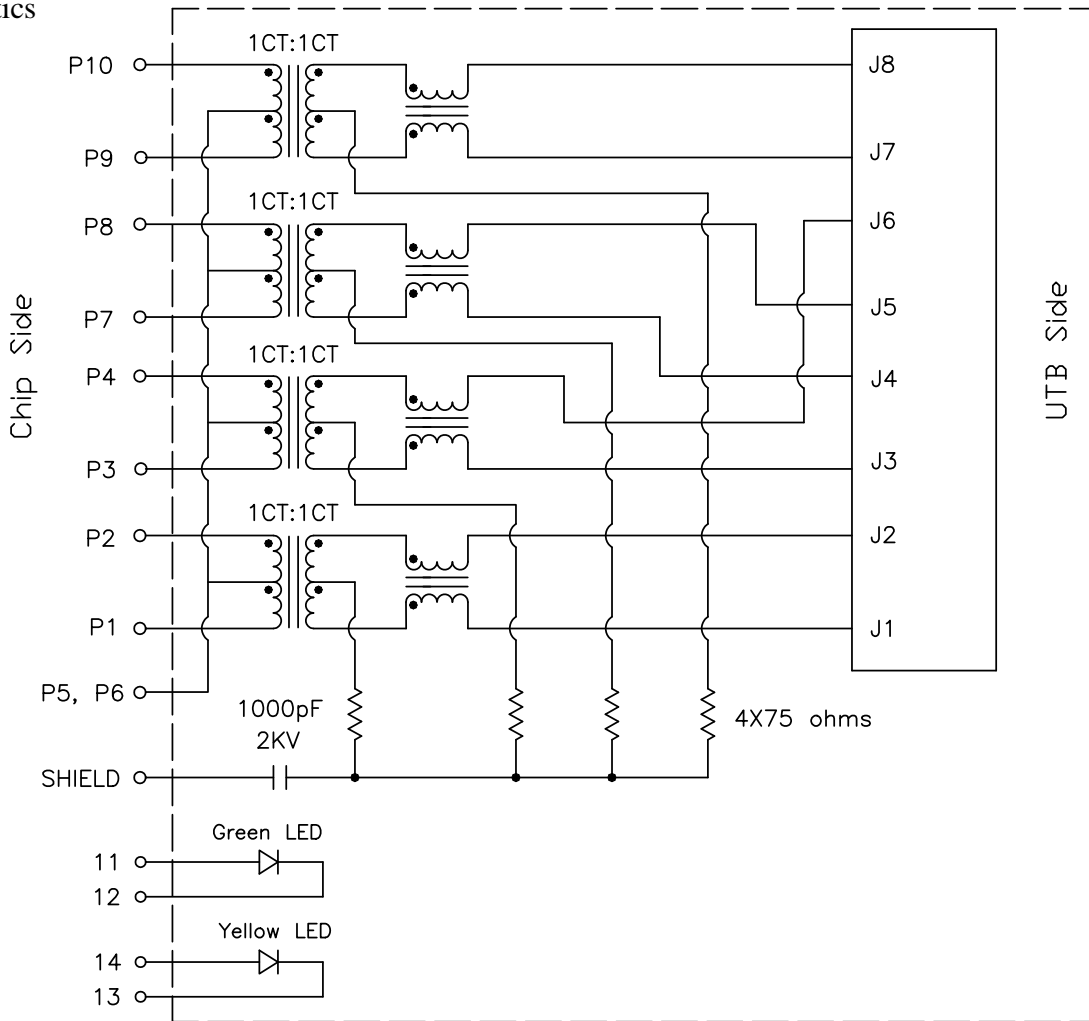 tics
1CT:1CT
P10
J8
P9
J7
1CT:1CT
P8
J6
J5
P7
1CT:1CT
P4
J4
P3
J3
1CT:1CT
P2
J2
P1
J1
P5, P6
1000pF
2KV
4X75 ohms
SHIELD
Green LED
11
12
Yellow LED
14
13
Chip Side
UTB Side